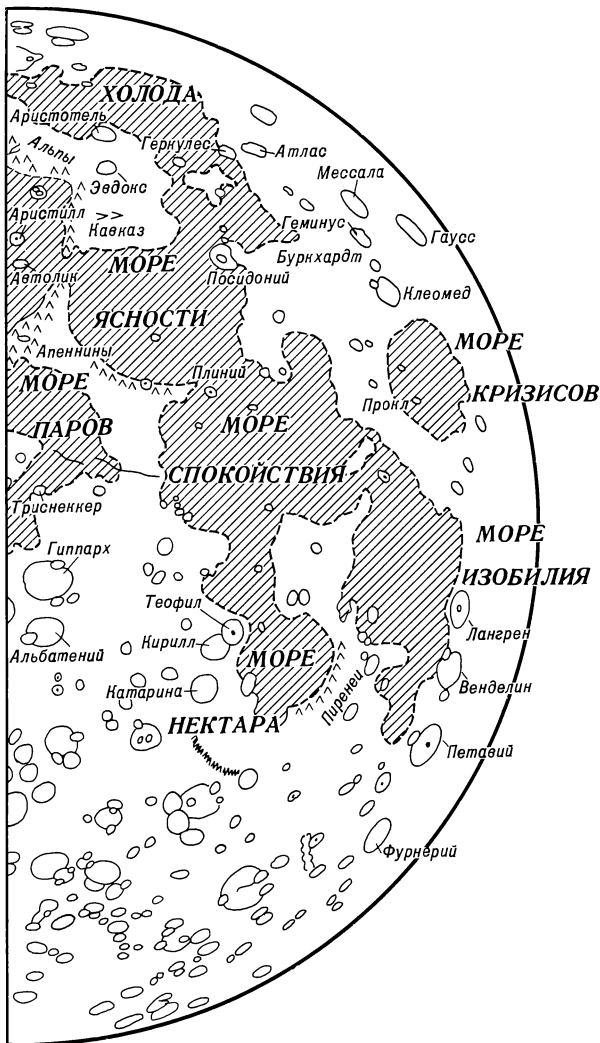 ХОЛОДА
Аристотель
Альпы
Геркулес
Атлас
Эвдокс
Мессала
Аристилл
Кавказ
Геминус
Гаусс
МОРЕ
Буркхардт
Автолик
Посидоний
Клеомед
ЯСНОСТИ
Апеннины
МОРЕ
КРИЗИСОВ
Плиний
МОРЕ
ПАРОВ
Прокл
МОРЕ
СПОКОЙСТВИЯ
Триснеккер
МОРЕ
ИЗОБИЛИЯ
Гиппарх
Теофил
Лангрен
Альбатений
Кирилл
МОРЕ
Катарина
Пиренеи
Венделин
НЕКТАРА
Петавий
Фурнерий